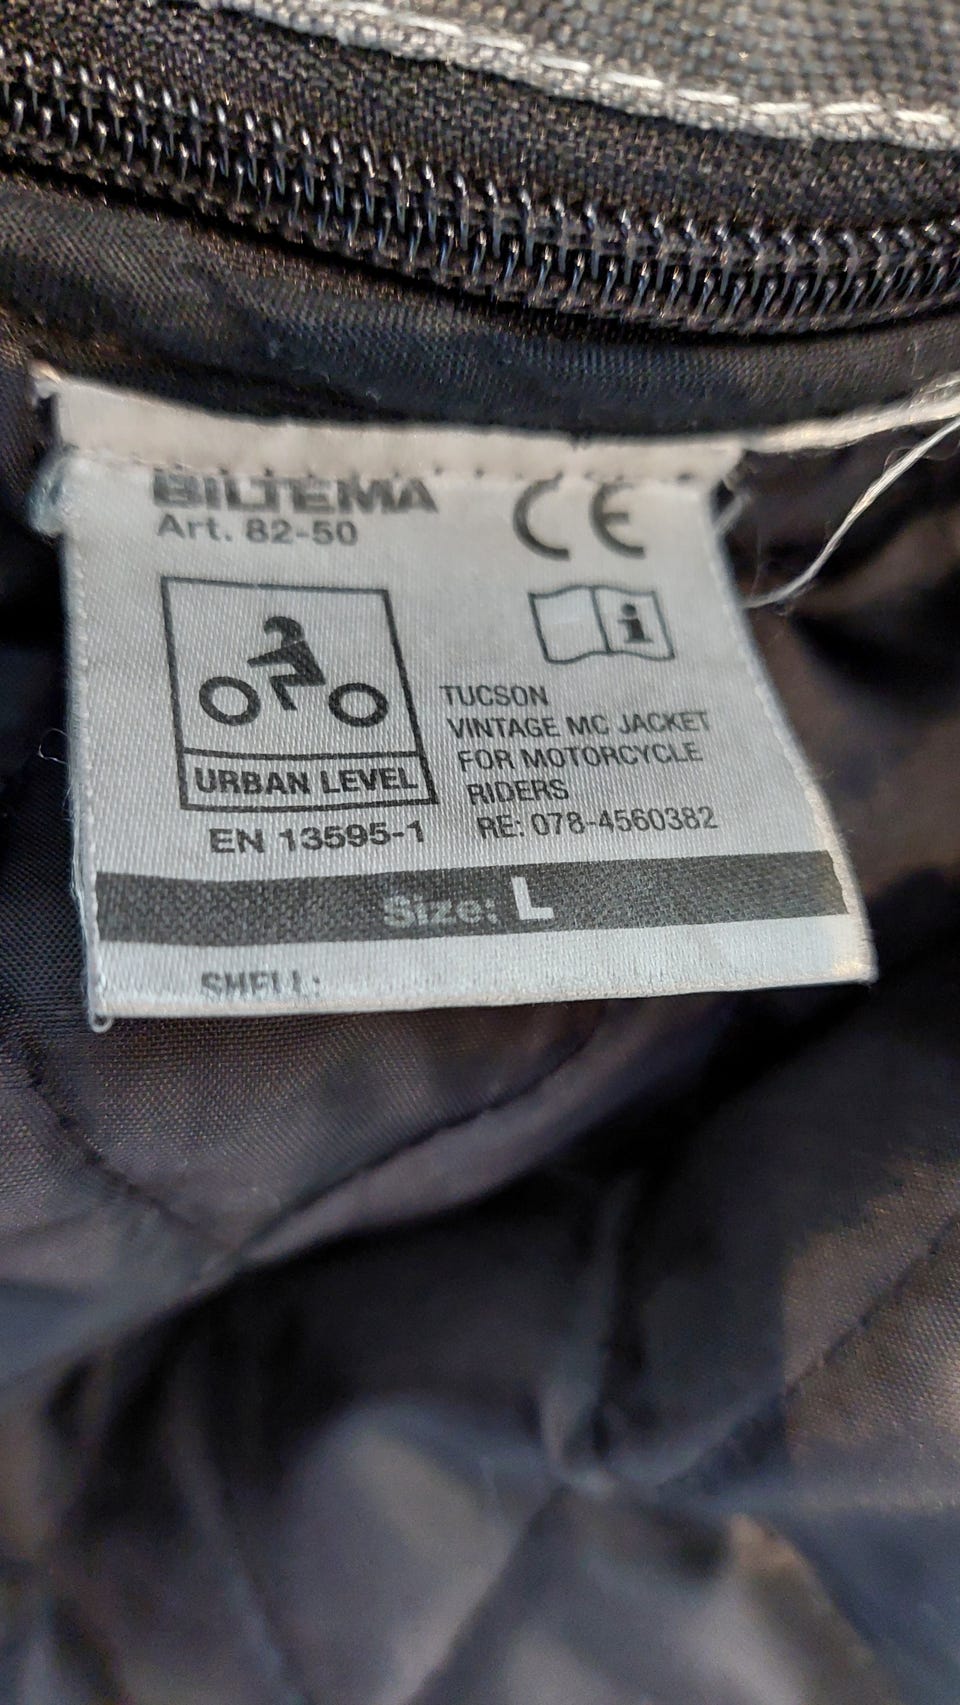 BILTEMA
Art. 82-50
CE
i
URBAN LEVEL
EN 13595-1
TUCSON
VINTAGE MC JACKET
FOR MOTORCYCLE
RIDERS
RE: 078-4560382
Size: L
SHELL: